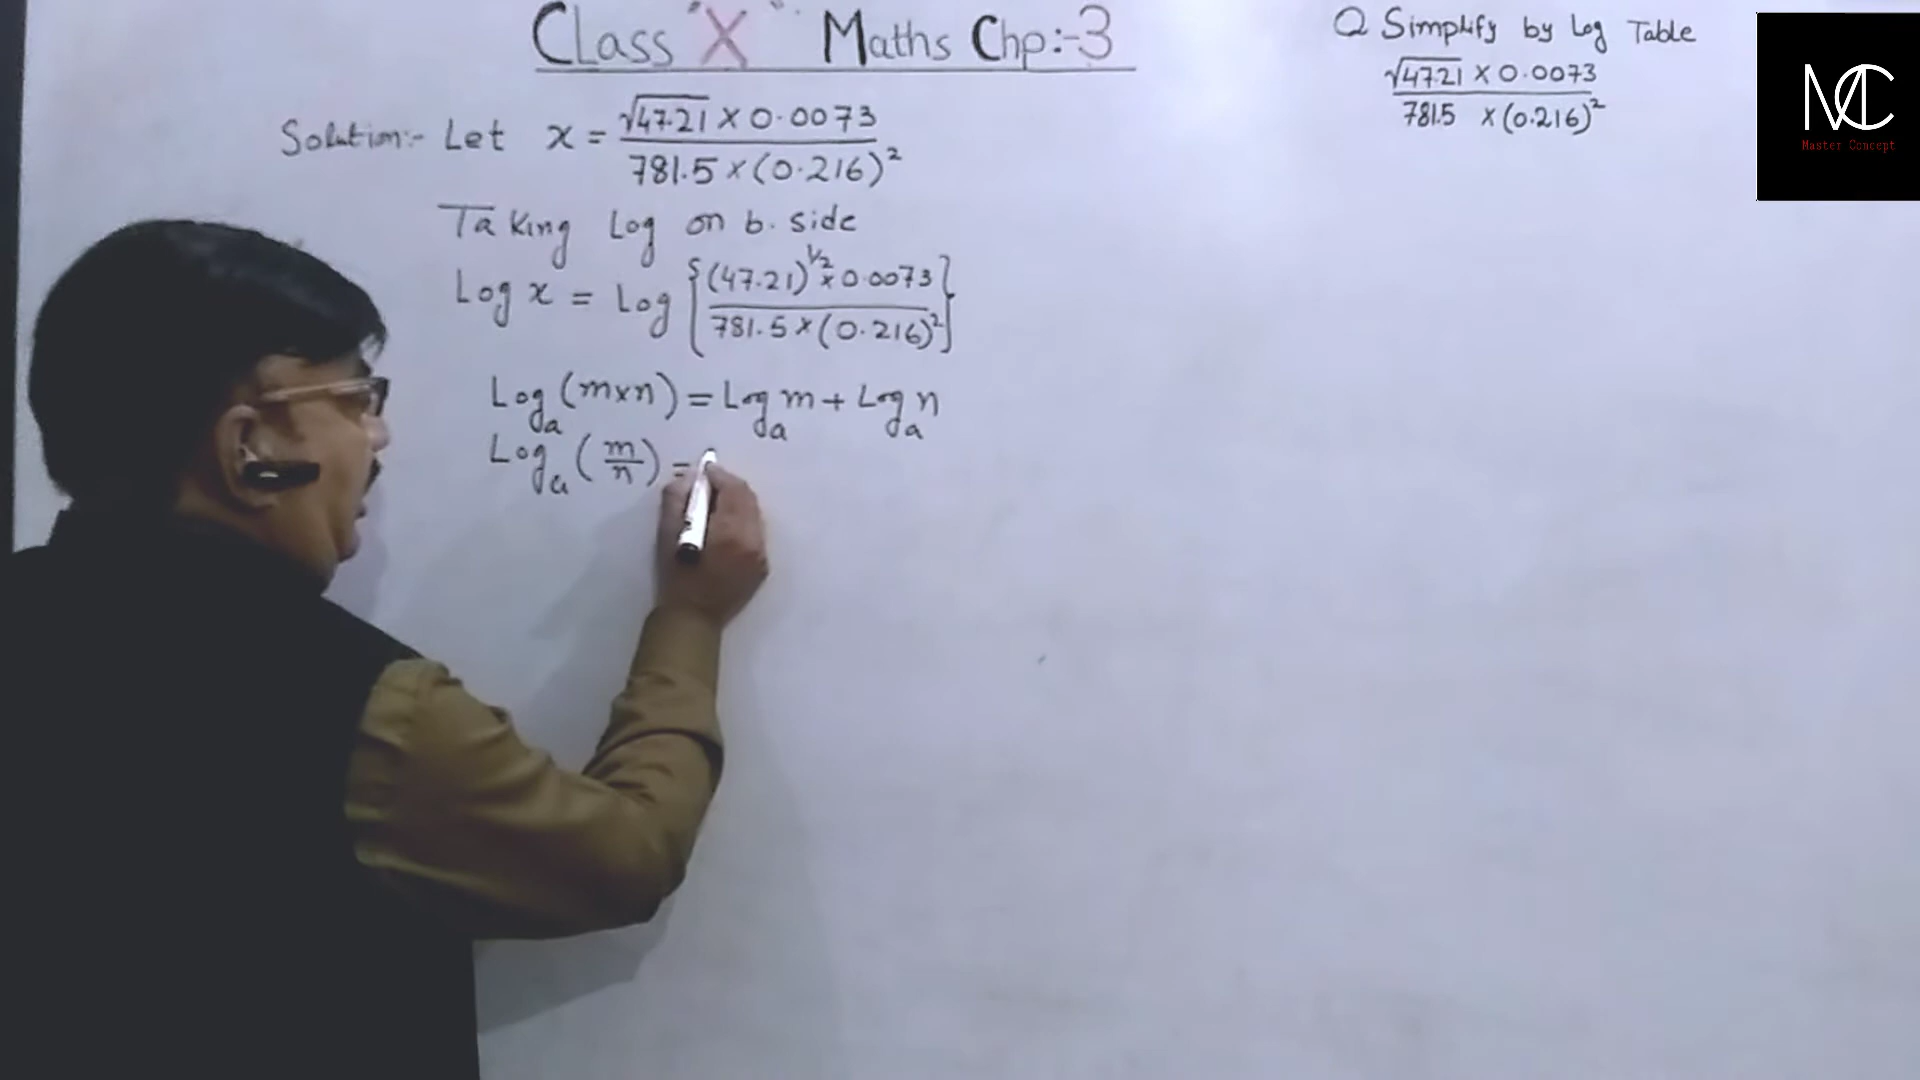 Class "X" Maths Chp:-3
Solution:- Let x = √47.21 × 0.0073 / 781.5 × (0.216)²
Taking Log on b. side
Log x = Log {(47.21)^1/2 × 0.0073 / 781.5 × (0.216)²}
Log_a (m×n) = Log_a m + Log_a n
Log_a (m/n) =
Q Simplify by Log Table
√47.21 × 0.0073
781.5 × (0.216)²
MC
Master Concept